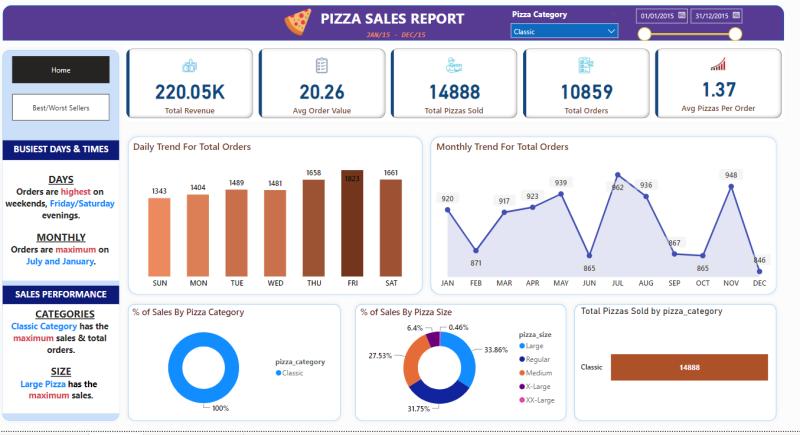 PIZZA SALES REPORT
JAN/15 - DEC/15
Pizza Category
Classic
01/01/2015
31/12/2015
Home
Best/Worst Sellers
220.05K
Total Revenue
20.26
Avg Order Value
14888
Total Pizzas Sold
10859
Total Orders
1.37
Avg Pizzas Per Order
BUSIEST DAYS & TIMES
DAYS
Orders are highest on
weekends, Friday/Saturday
evenings.
MONTHLY
Orders are maximum on
July and January.
SALES PERFORMANCE
CATEGORIES
Classic Category has the
maximum sales & total
orders.
SIZE
Large Pizza has the
maximum sales.
Daily Trend For Total Orders
1343 1404 1489 1481 1658 1823 1661
SUN MON TUE WED THU FRI SAT
Monthly Trend For Total Orders
920 871 917 923 939 865 962 936 867 865 948 846
JAN FEB MAR APR MAY JUN JUL AUG SEP OCT NOV DEC
% of Sales By Pizza Category
100%
pizza_category
Classic
% of Sales By Pizza Size
6.4% 0.46%
33.86%
27.53%
31.75%
pizza_size
Large
Regular
Medium
X-Large
XX-Large
Total Pizzas Sold by pizza_category
Classic 14888